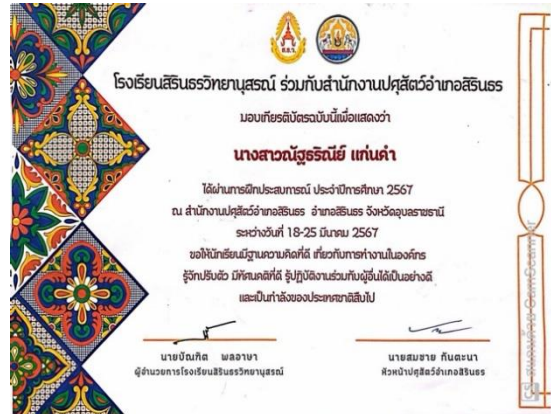 ส.ธ.ว.
โรงเรียนสิรินธรวิทยานุสรณ์ ร่วมกับสำนักงานปศุสัตว์อำเภอสิรินธร
มอบเกียรติบัตรฉบับนี้เพื่อแสดงว่า
นางสาวณัฐธริณีย์ แก่นคำ
ได้ผ่านการฝึกประสบการณ์ ประจำปีการศึกษา 2567
ณ สำนักงานปศุสัตว์อำเภอสิรินธร อำเภอสิรินธร จังหวัดอุบลราชธานี
ระหว่างวันที่ 18-25 มีนาคม 2567
ขอให้นักเรียนมีฐานความคิดที่ดี เกี่ยวกับการทำงานในองค์กร
รู้จักปรับตัว มีทัศนคติที่ดี รู้ปฏิบัติงานร่วมกับผู้อื่นได้เป็นอย่างดี
และเป็นกำลังของประเทศชาติสืบไป
นายบัณฑิต พลอาษา
ผู้อำนวยการโรงเรียนสิรินธรวิทยานุสรณ์
นายสมชาย กันตะนา
หัวหน้าปศุสัตว์อำเภอสิรินธร
CS สแกนด้วย CamScanner